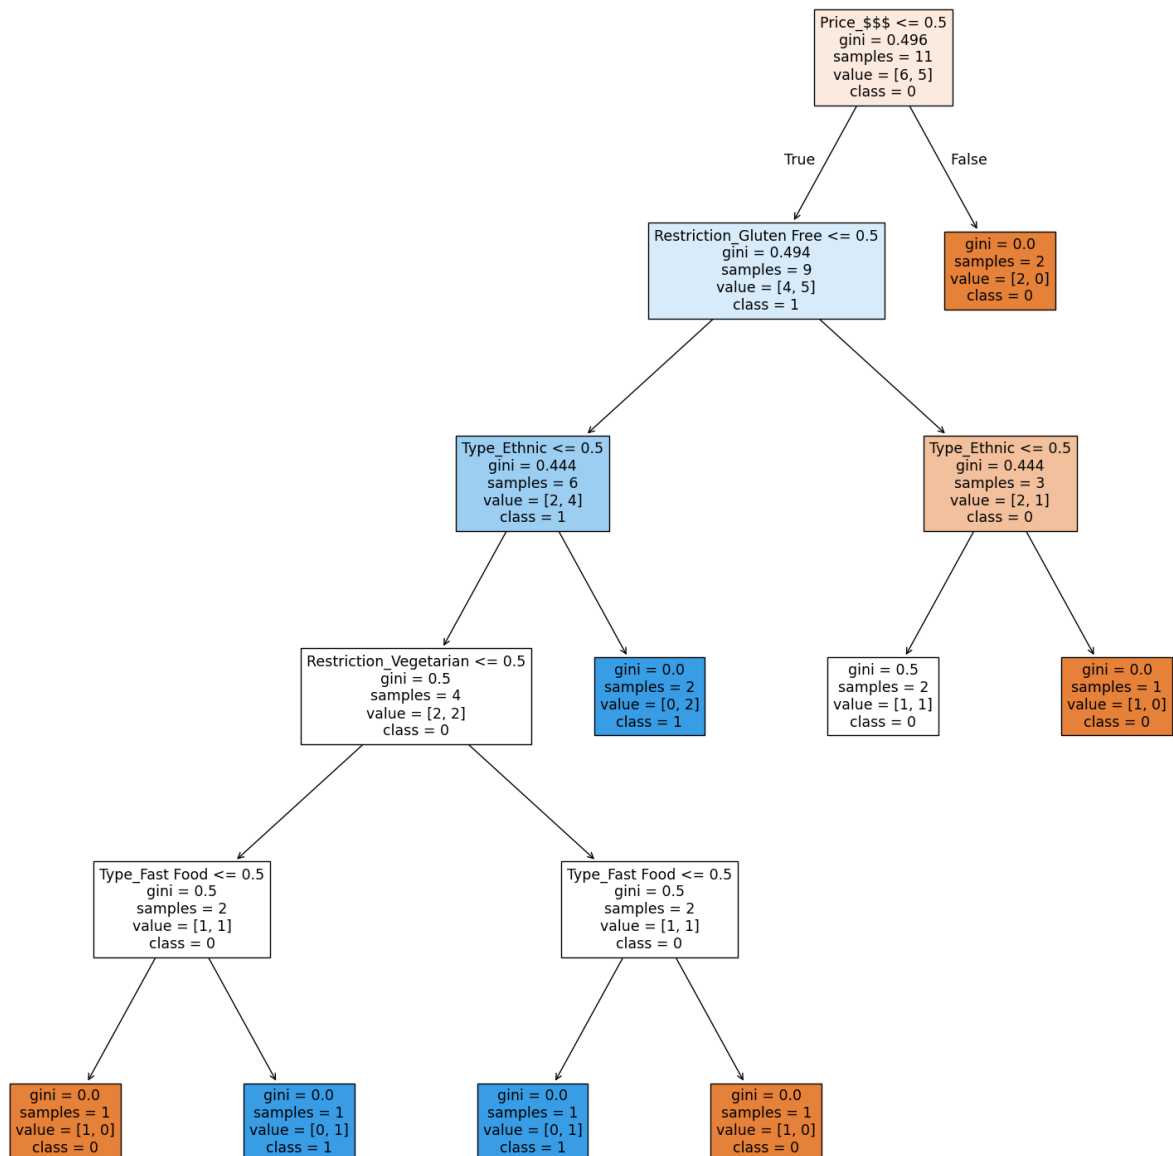 Price_$$$ <= 0.5
gini = 0.496
samples = 11
value = [6, 5]
class = 0
True
False
Restriction_Gluten Free <= 0.5
gini = 0.494
samples = 9
value = [4, 5]
class = 1
gini = 0.0
samples = 2
value = [2, 0]
class = 0
Type_Ethnic <= 0.5
gini = 0.444
samples = 6
value = [2, 4]
class = 1
Type_Ethnic <= 0.5
gini = 0.444
samples = 3
value = [2, 1]
class = 0
Restriction_Vegetarian <= 0.5
gini = 0.5
samples = 4
value = [2, 2]
class = 0
gini = 0.0
samples = 2
value = [0, 2]
class = 1
gini = 0.5
samples = 2
value = [1, 1]
class = 0
gini = 0.0
samples = 1
value = [1, 0]
class = 0
Type_Fast Food <= 0.5
gini = 0.5
samples = 2
value = [1, 1]
class = 0
Type_Fast Food <= 0.5
gini = 0.5
samples = 2
value = [1, 1]
class = 0
gini = 0.0
samples = 1
value = [1, 0]
class = 0
gini = 0.0
samples = 1
value = [0, 1]
class = 1
gini = 0.0
samples = 1
value = [0, 1]
class = 1
gini = 0.0
samples = 1
value = [1, 0]
class = 0